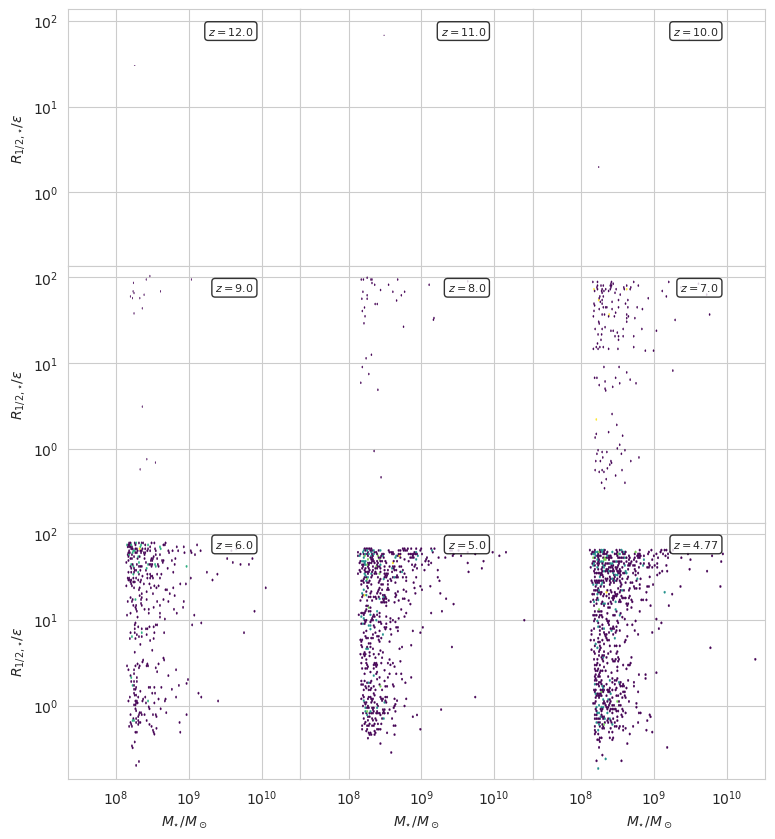 10² z = 12.0 z = 11.0 z = 10.0
10¹
R₁/₂,⋆/ε
10⁰
10² z = 9.0 z = 8.0 z = 7.0
10¹
R₁/₂,⋆/ε
10⁰
10² z = 6.0 z = 5.0 z = 4.77
10¹
R₁/₂,⋆/ε
10⁰
10⁸ 10⁹ 10¹⁰ 10⁸ 10⁹ 10¹⁰ 10⁸ 10⁹ 10¹⁰
M⋆/M⊙ M⋆/M⊙ M⋆/M⊙